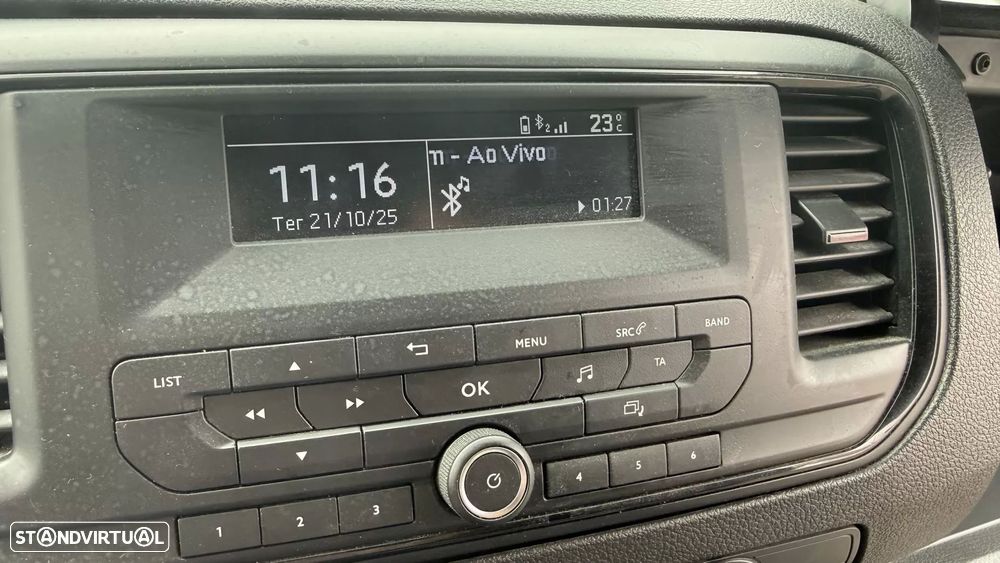 2 23°C
11:16
Ter 21/10/25
m - Ao Vivo
01:27
LIST
MENU
SRC
BAND
OK
TA
1
2
3
4
5
6
STANDVIRTUAL